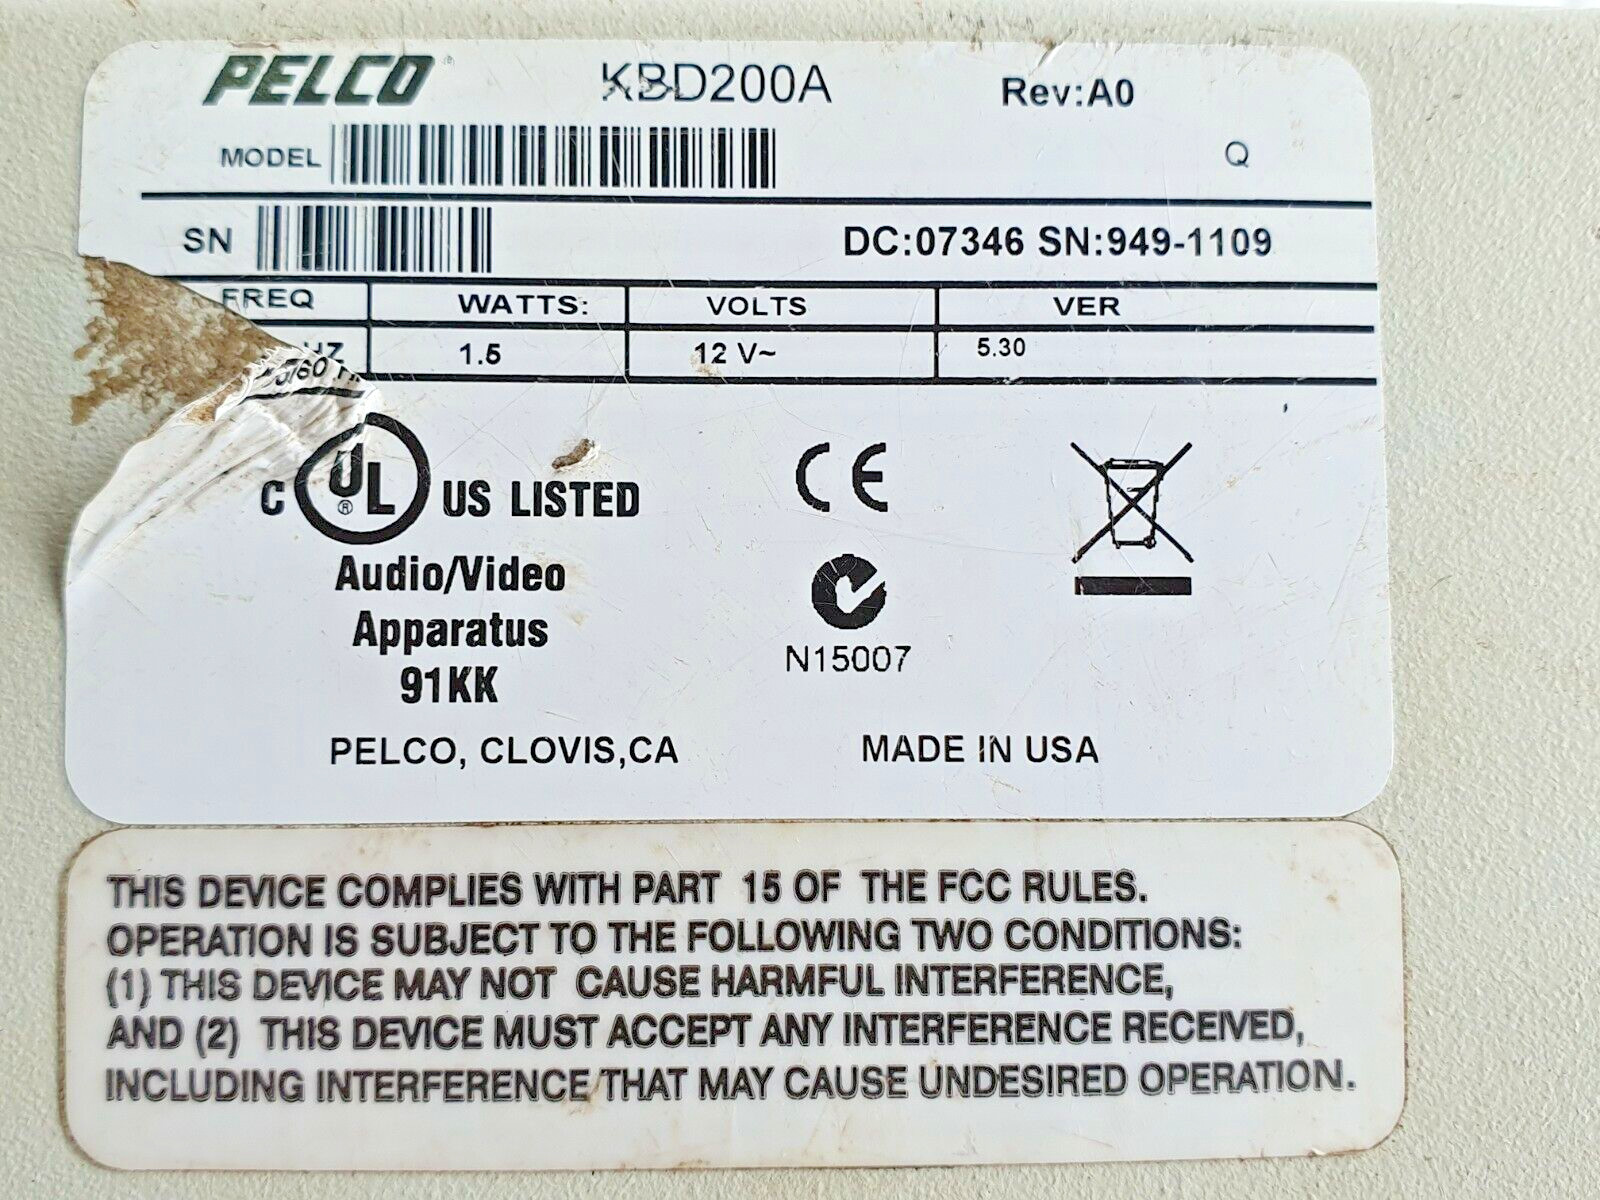 PELCO KBD200A Rev:A0
MODEL Q
SN DC:07346 SN:949-1109
FREQ WATTS: VOLTS VER
HZ 1.5 12 V~ 5.30
C UL ® US LISTED
CE
Audio/Video
Apparatus
91KK
N15007
PELCO, CLOVIS,CA MADE IN USA
THIS DEVICE COMPLIES WITH PART 15 OF THE FCC RULES.
OPERATION IS SUBJECT TO THE FOLLOWING TWO CONDITIONS:
(1) THIS DEVICE MAY NOT CAUSE HARMFUL INTERFERENCE,
AND (2) THIS DEVICE MUST ACCEPT ANY INTERFERENCE RECEIVED,
INCLUDING INTERFERENCE THAT MAY CAUSE UNDESIRED OPERATION.